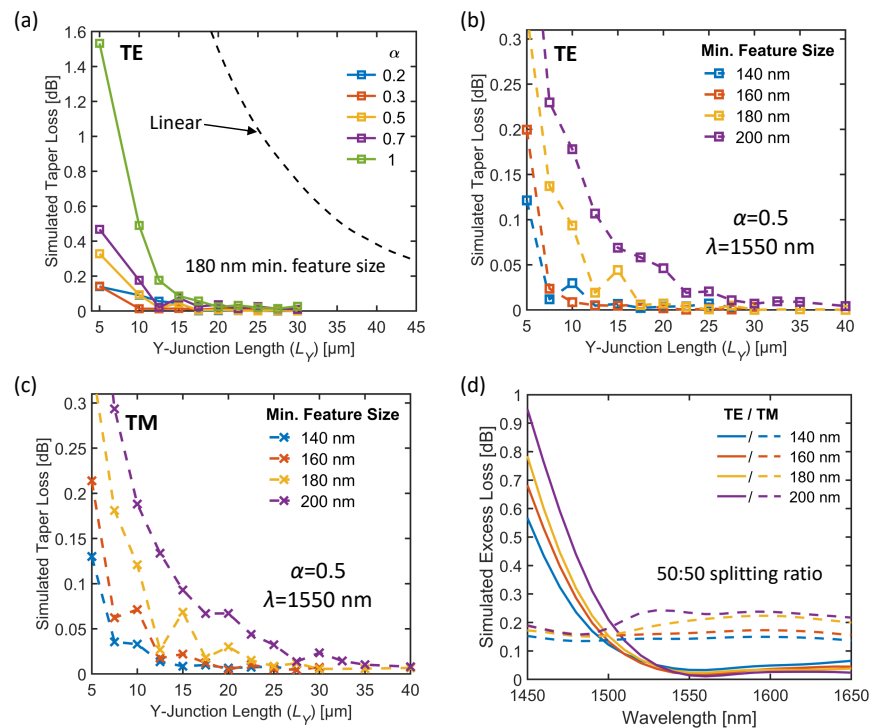 (a)
1.6
1.4
1.2
1
0.8
0.6
0.4
0.2
0
Simulated Taper Loss [dB]
TE
Linear
α
0.2
0.3
0.5
0.7
1
180 nm min. feature size
5 10 15 20 25 30 35 40 45
Y-Junction Length (L_Y) [μm]
(b)
0.3
0.25
0.2
0.15
0.1
0.05
0
Simulated Taper Loss [dB]
TE
Min. Feature Size
140 nm
160 nm
180 nm
200 nm
α=0.5
λ=1550 nm
5 10 15 20 25 30 35 40
Y-Junction Length (L_Y) [μm]
(c)
0.3
0.25
0.2
0.15
0.1
0.05
0
Simulated Taper Loss [dB]
TM
Min. Feature Size
140 nm
160 nm
180 nm
200 nm
α=0.5
λ=1550 nm
5 10 15 20 25 30 35 40
Y-Junction Length (L_Y) [μm]
(d)
1
0.9
0.8
0.7
0.6
0.5
0.4
0.3
0.2
0.1
0
Simulated Excess Loss [dB]
TE / TM
/ 140 nm
/ 160 nm
/ 180 nm
/ 200 nm
50:50 splitting ratio
1450 1500 1550 1600 1650
Wavelength [nm]